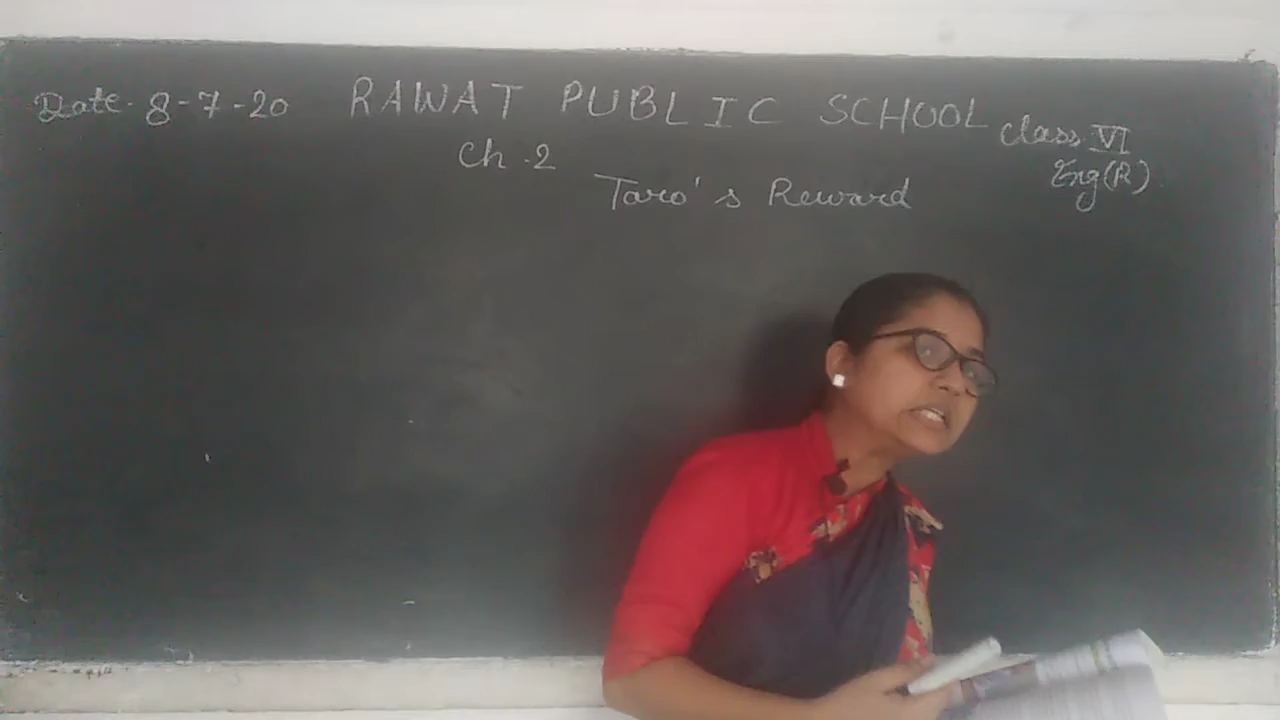 Date. 8-7-20 RAWAT PUBLIC SCHOOL Class VI
Ch.2 Eng(R)
Taro's Reward